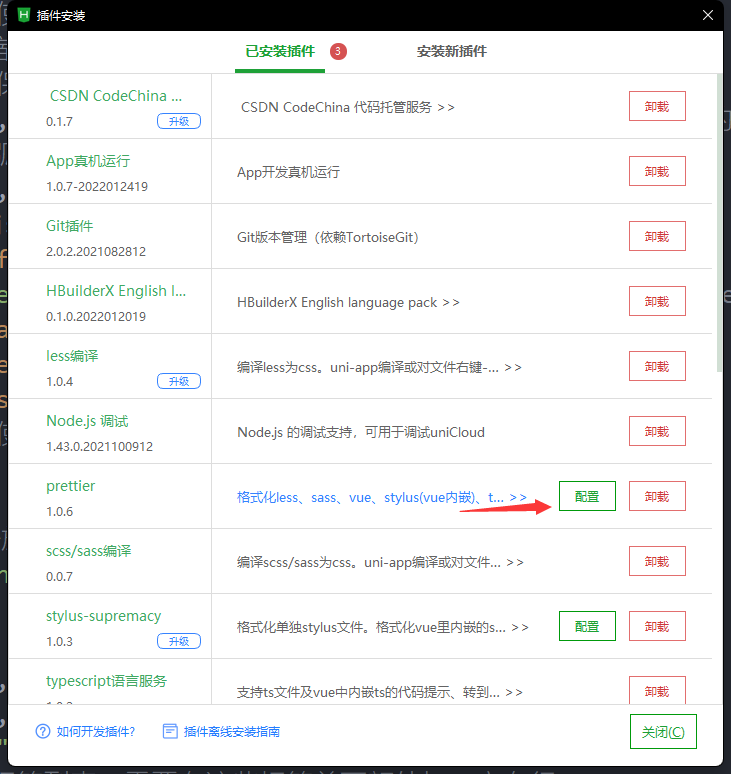 插件安装
已安装插件 3 安装新插件
CSDN CodeChina ...
0.1.7 升级
CSDN CodeChina 代码托管服务 >>
卸载
App真机运行
1.0.7-2022012419
App开发真机运行
卸载
Git插件
2.0.2.2021082812
Git版本管理（依赖TortoiseGit）
卸载
HBuilderX English l...
0.1.0.2022012019
HBuilderX English language pack >>
卸载
less编译
1.0.4 升级
编译less为css。uni-app编译或对文件右键-... >>
卸载
Node.js 调试
1.43.0.2021100912
Node.js 的调试支持，可用于调试uniCloud
卸载
prettier
1.0.6
格式化less、sass、vue、stylus(vue内嵌)、t... >>
配置 卸载
scss/sass编译
0.0.7
编译scss/sass为css。uni-app编译或对文件... >>
卸载
stylus-supremacy
1.0.3 升级
格式化单独stylus文件。格式化vue里内嵌的s... >>
配置 卸载
typescript语言服务
支持ts文件及vue中内嵌ts的代码提示、转到... >>
卸载
如何开发插件? 插件离线安装指南 关闭(C)